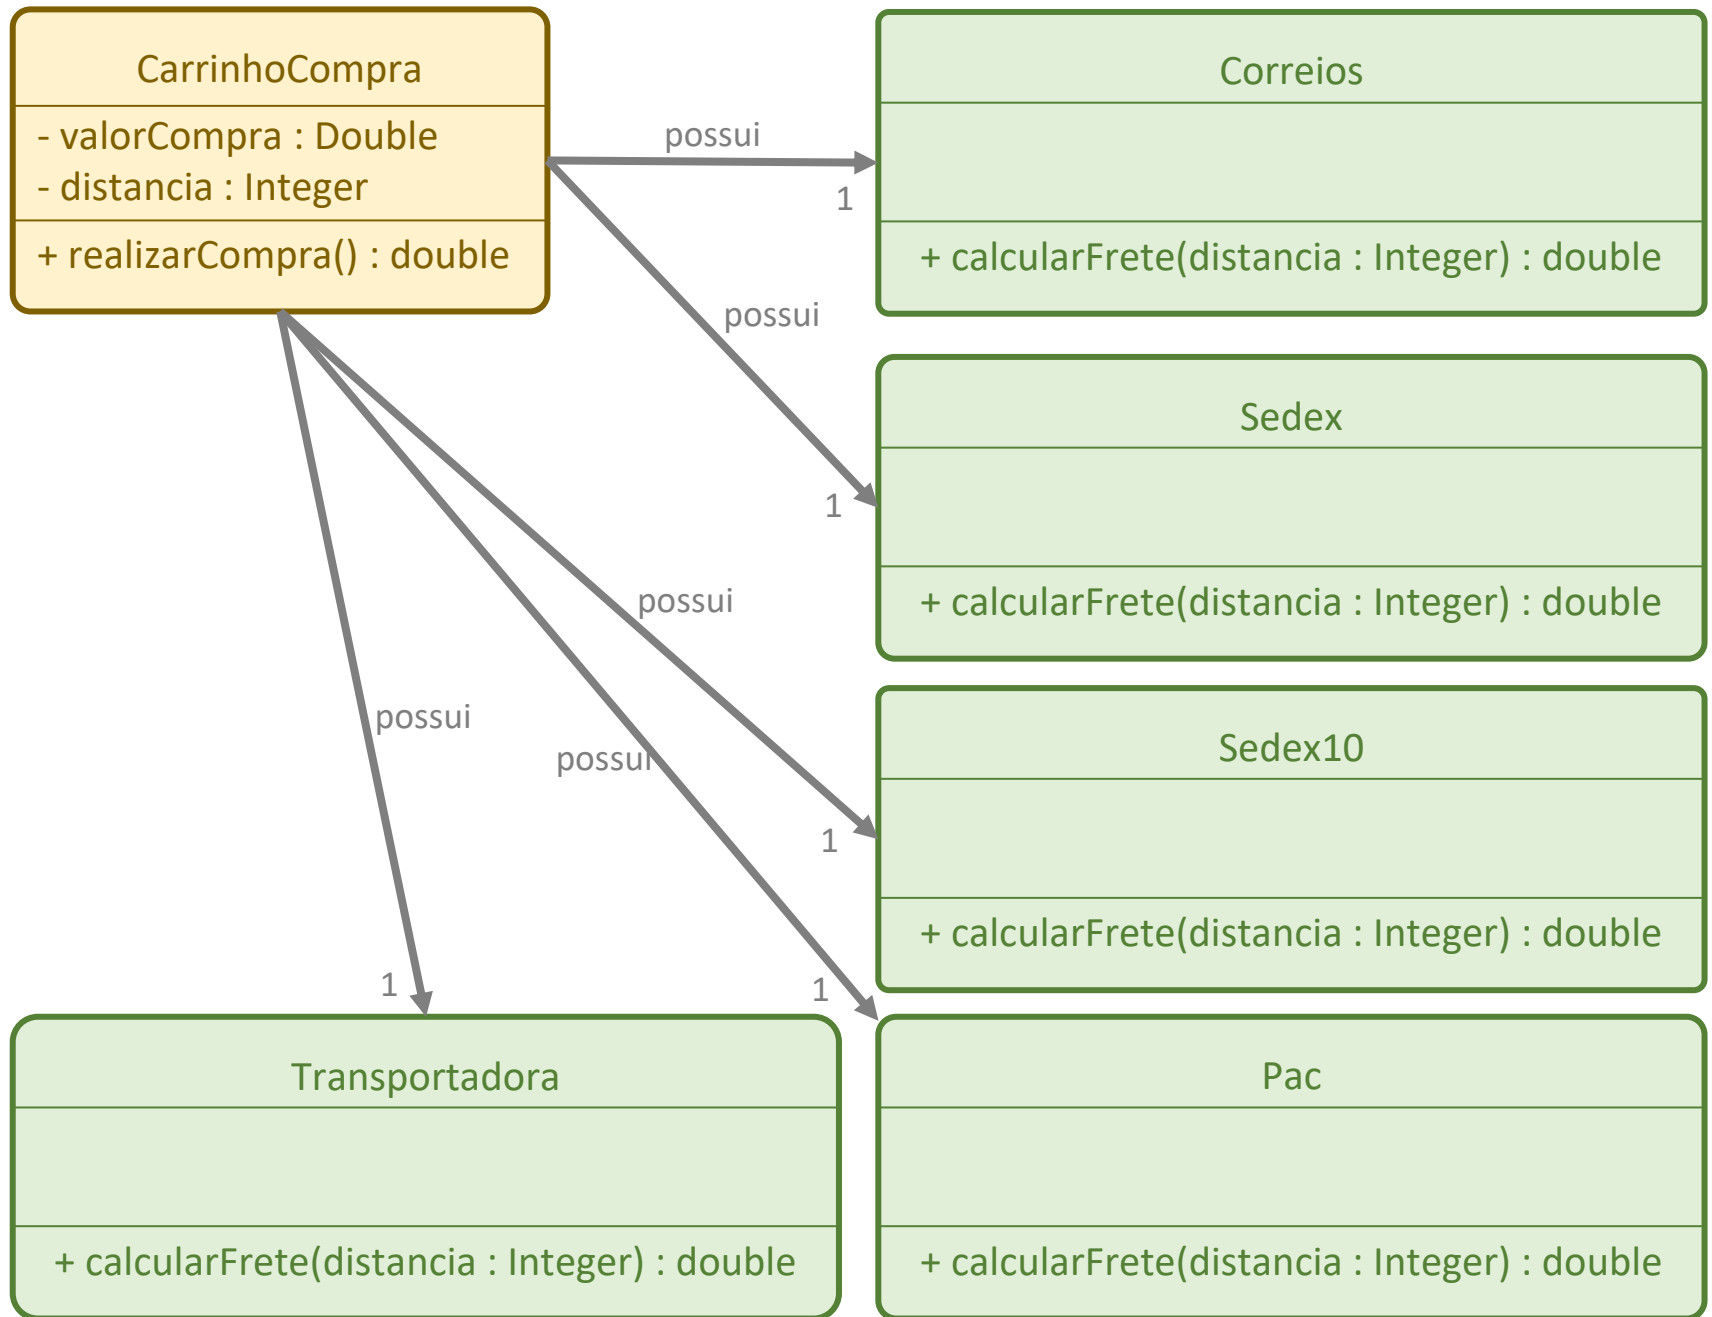 CarrinhoCompra
- valorCompra : Double
- distancia : Integer
+ realizarCompra() : double
possui
1
Correios
+ calcularFrete(distancia : Integer) : double
possui
1
Sedex
+ calcularFrete(distancia : Integer) : double
possui
1
Sedex10
+ calcularFrete(distancia : Integer) : double
possui
1
Transportadora
+ calcularFrete(distancia : Integer) : double
possui
1
Pac
+ calcularFrete(distancia : Integer) : double